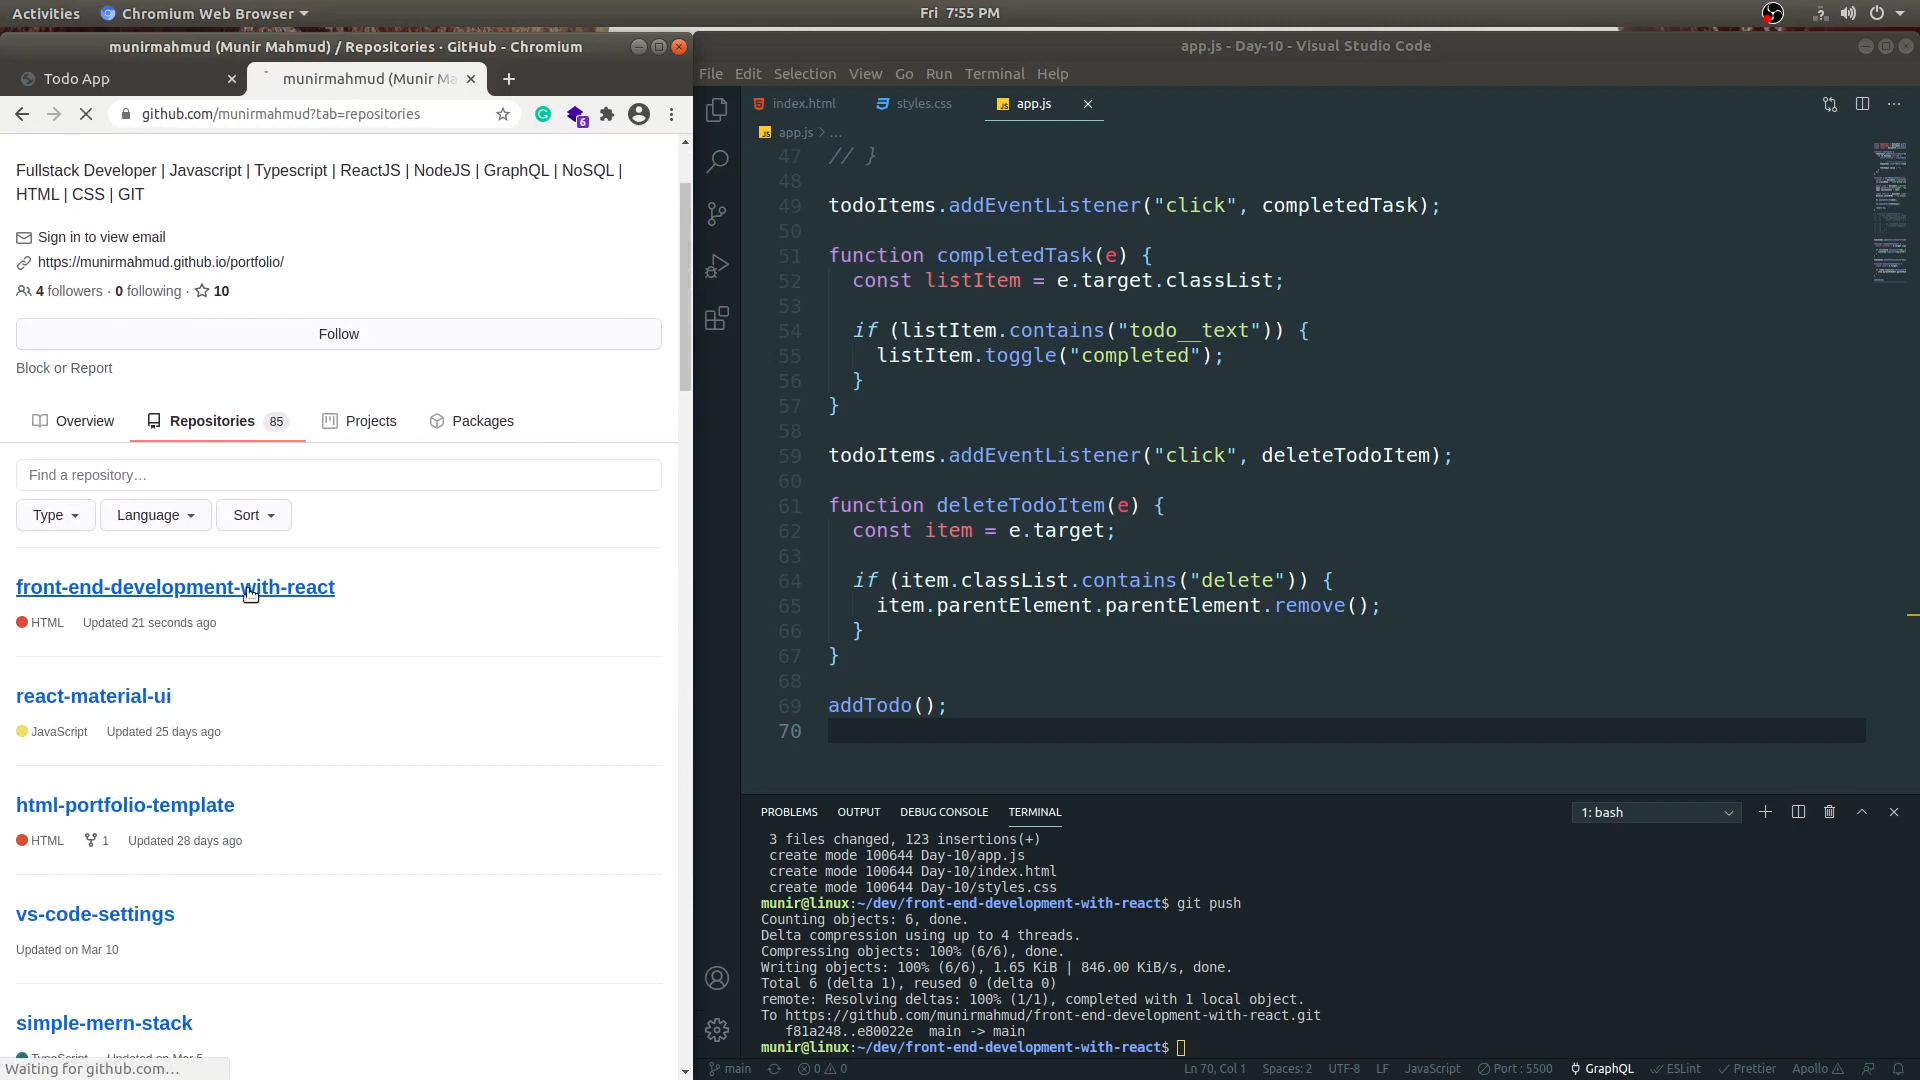 Activities
Chromium Web Browser
Fri 7:55 PM
munirmahmud (Munir Mahmud) / Repositories · GitHub - Chromium
Todo App
munirmahmud (Munir Ma
github.com/munirmahmud?tab=repositories
6
Fullstack Developer | Javascript | Typescript | ReactJS | NodeJS | GraphQL | NoSQL |
HTML | CSS | GIT
Sign in to view email
https://munirmahmud.github.io/portfolio/
4 followers · 0 following · 10
Follow
Block or Report
Overview
Repositories 85
Projects
Packages
Find a repository…
Type
Language
Sort
front-end-development-with-react
HTML Updated 21 seconds ago
react-material-ui
JavaScript Updated 25 days ago
html-portfolio-template
HTML 1 Updated 28 days ago
vs-code-settings
Updated on Mar 10
simple-mern-stack
TypeScript Updated on Mar 5
Waiting for github.com…
app.js - Day-10 - Visual Studio Code
File Edit Selection View Go Run Terminal Help
index.html
styles.css
app.js
app.js > ...
47 // }
48
49 todoItems.addEventListener("click", completedTask);
50
51 function completedTask(e) {
52 const listItem = e.target.classList;
53
54 if (listItem.contains("todo__text")) {
55 listItem.toggle("completed");
56 }
57 }
58
59 todoItems.addEventListener("click", deleteTodoItem);
60
61 function deleteTodoItem(e) {
62 const item = e.target;
63
64 if (item.classList.contains("delete")) {
65 item.parentElement.parentElement.remove();
66 }
67 }
68
69 addTodo();
70
PROBLEMS OUTPUT DEBUG CONSOLE TERMINAL
1: bash
3 files changed, 123 insertions(+)
create mode 100644 Day-10/app.js
create mode 100644 Day-10/index.html
create mode 100644 Day-10/styles.css
munir@linux:~/dev/front-end-development-with-react$ git push
Counting objects: 6, done.
Delta compression using up to 4 threads.
Compressing objects: 100% (6/6), done.
Writing objects: 100% (6/6), 1.65 KiB | 846.00 KiB/s, done.
Total 6 (delta 1), reused 0 (delta 0)
remote: Resolving deltas: 100% (1/1), completed with 1 local object.
To https://github.com/munirmahmud/front-end-development-with-react.git
f81a248..e80022e main -> main
munir@linux:~/dev/front-end-development-with-react$
main 0 0 Ln 70, Col 1 Spaces: 2 UTF-8 LF JavaScript Port : 5500 GraphQL ESLint Prettier Apollo